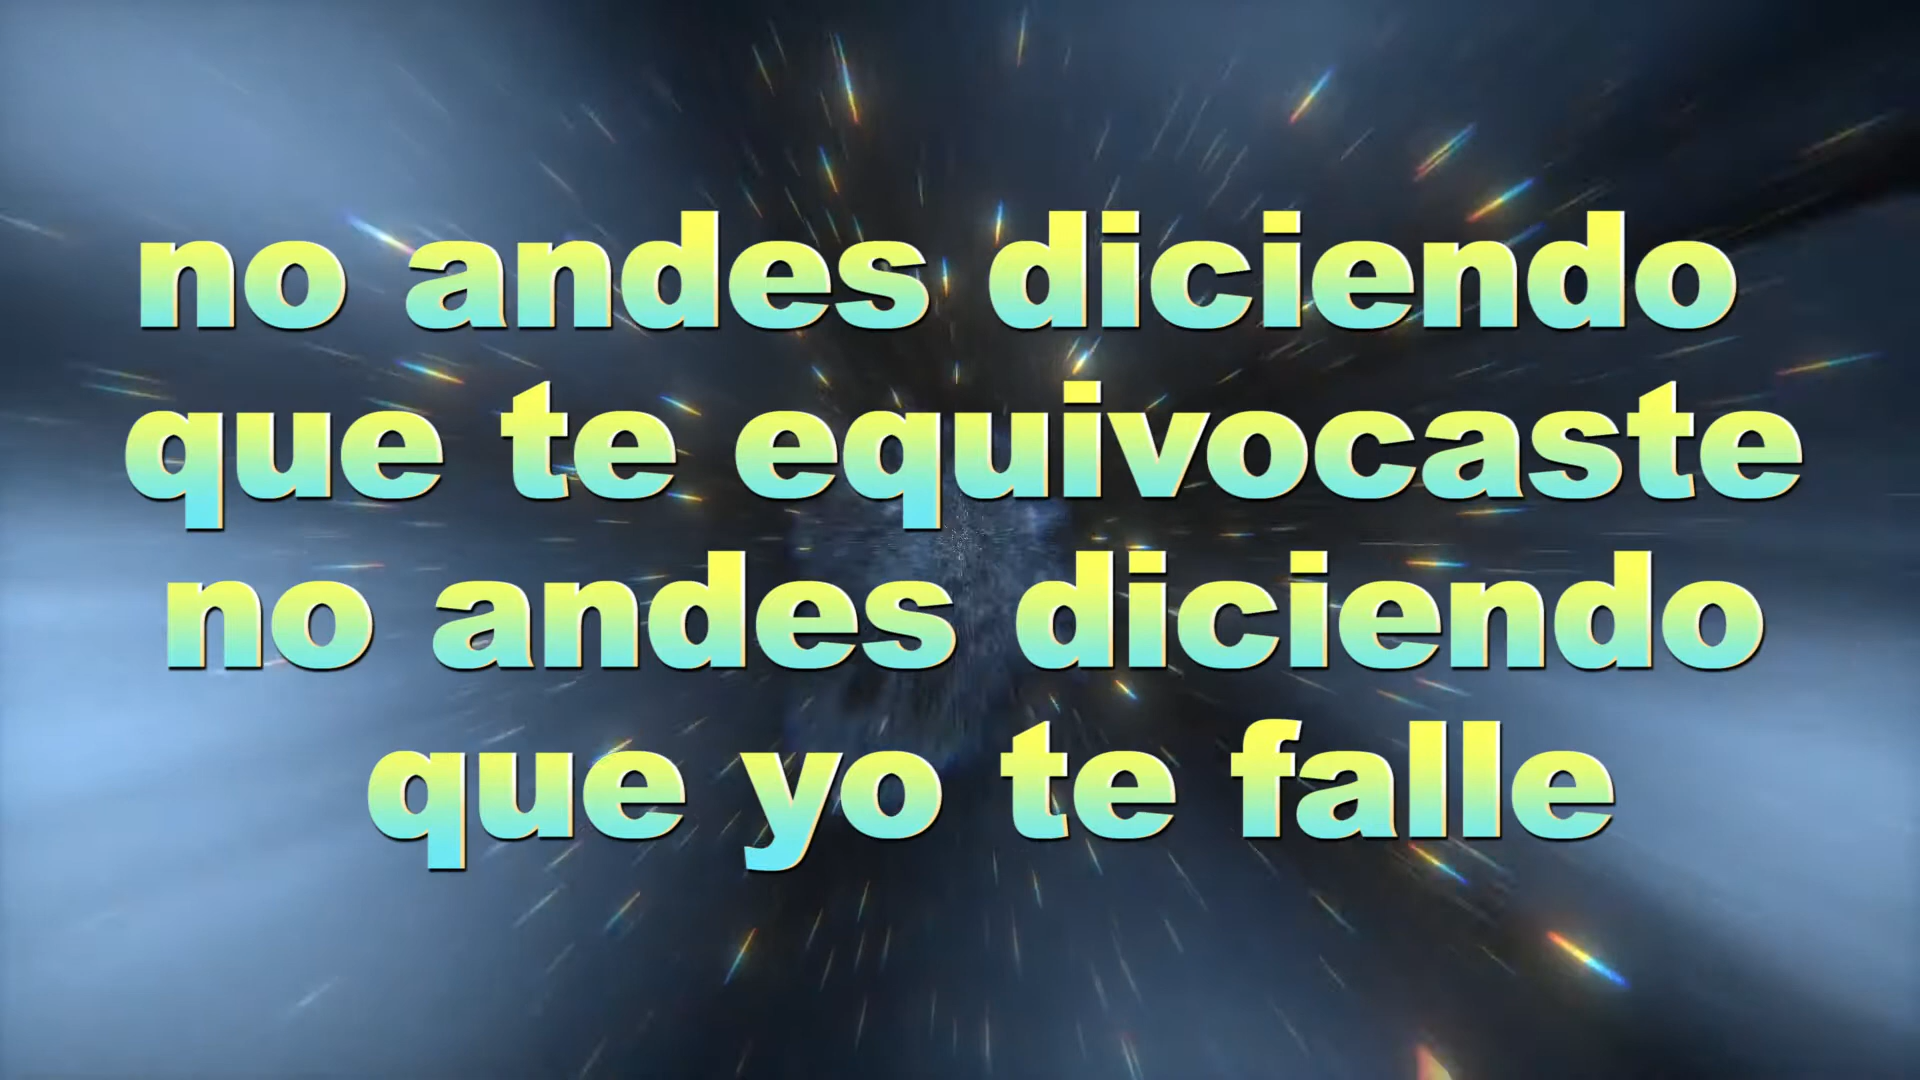 no andes diciendo
que te equivocaste
no andes diciendo
que yo te falle